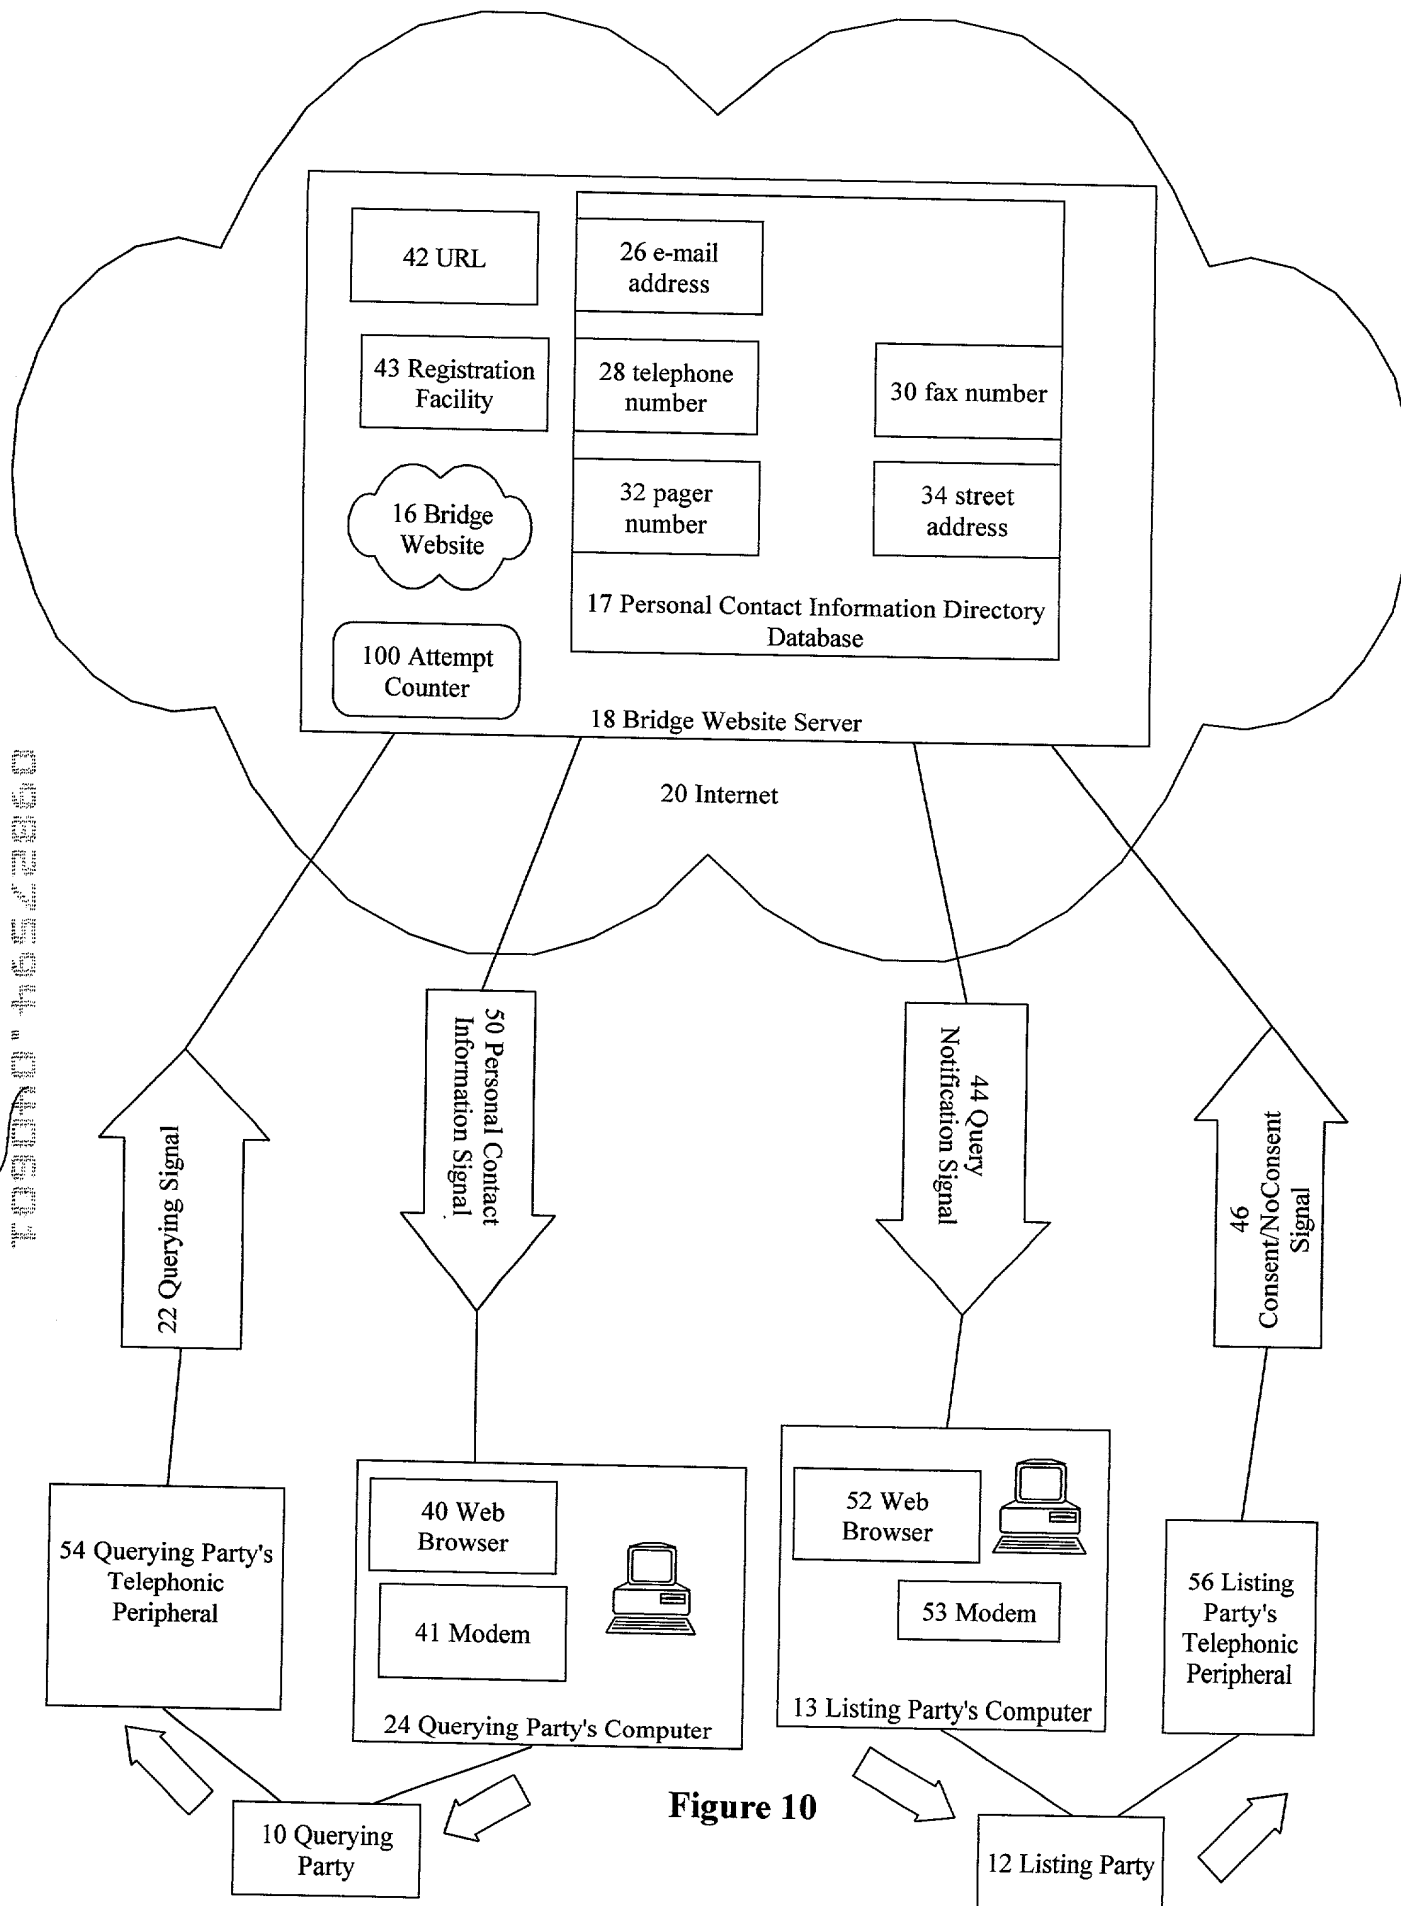 42 URL
26 e-mail
address
43 Registration
Facility
28 telephone
number
30 fax number
16 Bridge
Website
32 pager
number
34 street
address
17 Personal Contact Information Directory
Database
100 Attempt
Counter
18 Bridge Website Server
20 Internet
22 Querying Signal
50 Personal Contact
Information Signal
44 Query
Notification Signal
46
Consent/NoConsent
Signal
54 Querying Party's
Telephonic
Peripheral
40 Web
Browser
41 Modem
24 Querying Party's Computer
52 Web
Browser
53 Modem
13 Listing Party's Computer
56 Listing
Party's
Telephonic
Peripheral
10 Querying
Party
Figure 10
12 Listing Party